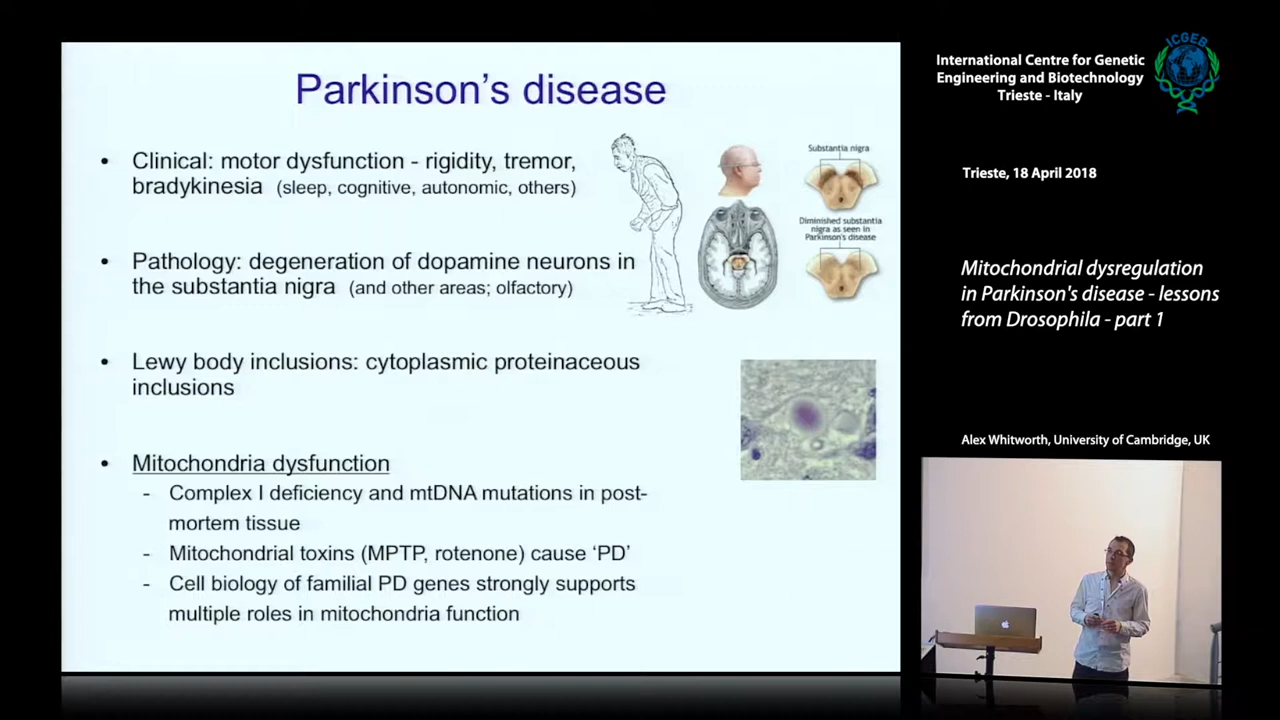 Parkinson's disease
• Clinical: motor dysfunction - rigidity, tremor,
bradykinesia (sleep, cognitive, autonomic, others)
• Pathology: degeneration of dopamine neurons in
the substantia nigra (and other areas; olfactory)
• Lewy body inclusions: cytoplasmic proteinaceous
inclusions
• Mitochondria dysfunction
- Complex I deficiency and mtDNA mutations in post-
mortem tissue
- Mitochondrial toxins (MPTP, rotenone) cause ‘PD’
- Cell biology of familial PD genes strongly supports
multiple roles in mitochondria function
Substantia nigra
Diminished substantia
nigra as seen in
Parkinson's disease
International Centre for Genetic
Engineering and Biotechnology
Trieste - Italy
ICGEB
Trieste, 18 April 2018
Mitochondrial dysregulation
in Parkinson's disease - lessons
from Drosophila - part 1
Alex Whitworth, University of Cambridge, UK